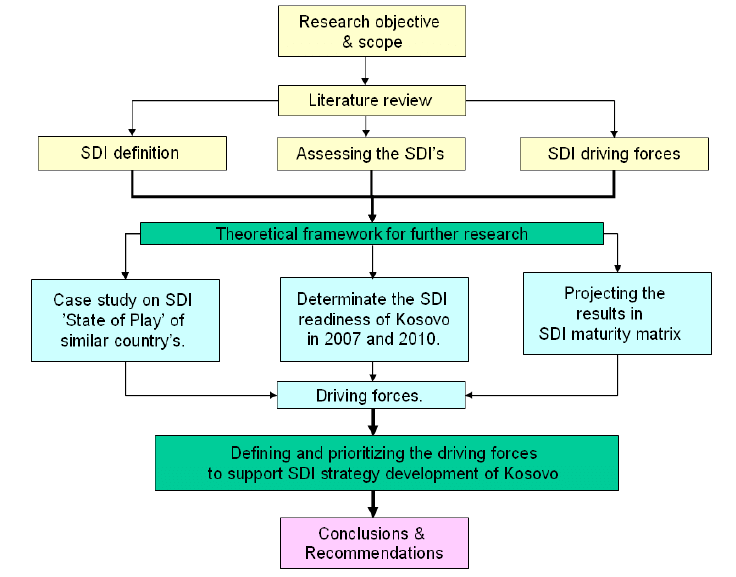 Research objective
& scope
Literature review
SDI definition
Assessing the SDI's
SDI driving forces
Theoretical framework for further research
Case study on SDI
'State of Play' of
similar country's.
Determinate the SDI
readiness of Kosovo
in 2007 and 2010.
Projecting the
results in
SDI maturity matrix
Driving forces.
Defining and prioritizing the driving forces
to support SDI strategy development of Kosovo
Conclusions &
Recommendations